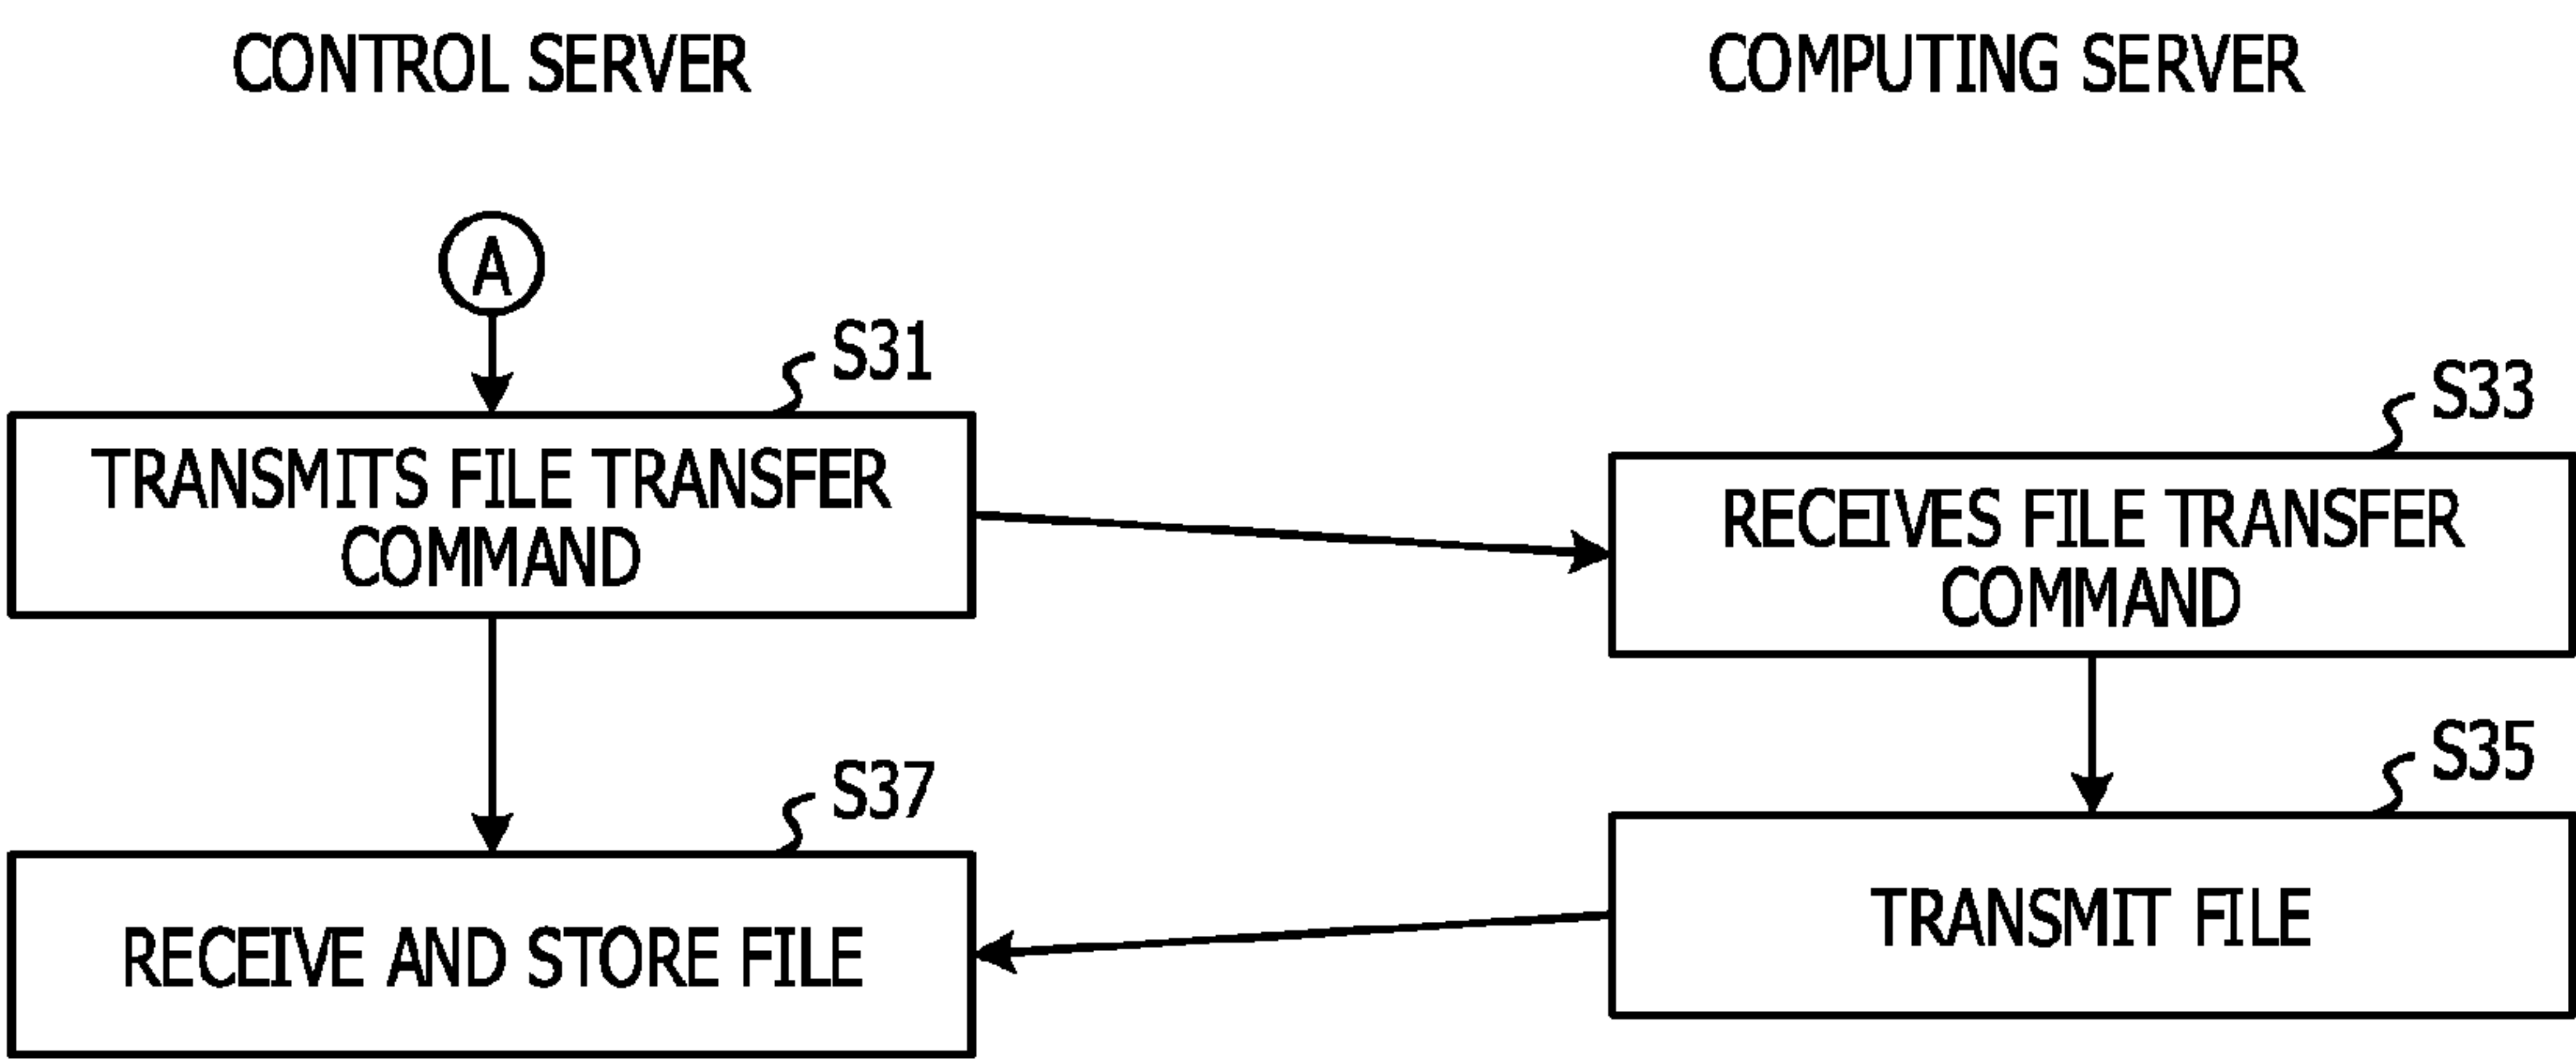 CONTROL SERVER
COMPUTING SERVER
A
S31
TRANSMITS FILE TRANSFER
COMMAND
S33
RECEIVES FILE TRANSFER
COMMAND
S37
RECEIVE AND STORE FILE
S35
TRANSMIT FILE